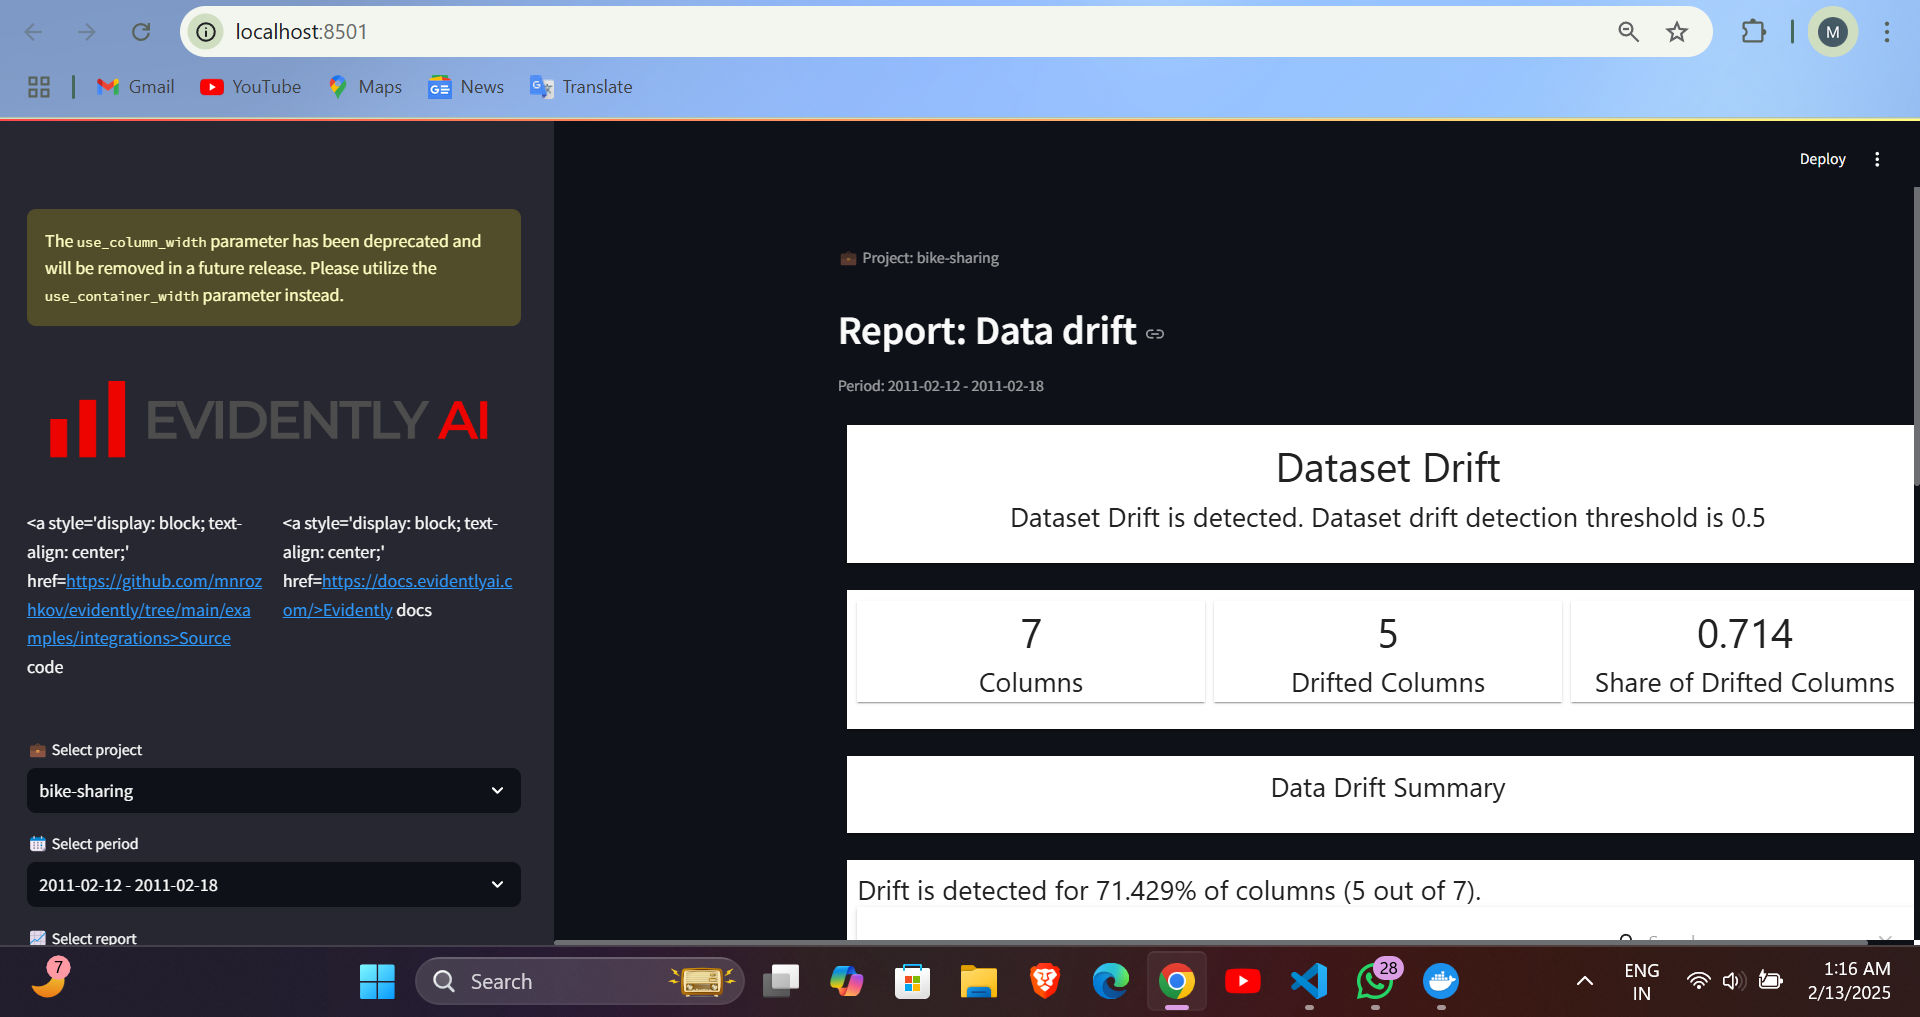 localhost:8501
M
Gmail
YouTube
Maps
News
Translate
Deploy
The use_column_width parameter has been deprecated and
will be removed in a future release. Please utilize the
use_container_width parameter instead.
EVIDENTLY AI
<a style='display: block; text-
align: center;'
href=https://github.com/mnroz
hkov/evidently/tree/main/exa
mples/integrations>Source
code
<a style='display: block; text-
align: center;'
href=https://docs.evidentlyai.c
om/>Evidently docs
Select project
bike-sharing
Select period
2011-02-12 - 2011-02-18
Select report
Project: bike-sharing
Report: Data drift
Period: 2011-02-12 - 2011-02-18
Dataset Drift
Dataset Drift is detected. Dataset drift detection threshold is 0.5
7
Columns
5
Drifted Columns
0.714
Share of Drifted Columns
Data Drift Summary
Drift is detected for 71.429% of columns (5 out of 7).
7
Search
28
ENG
IN
1:16 AM
2/13/2025